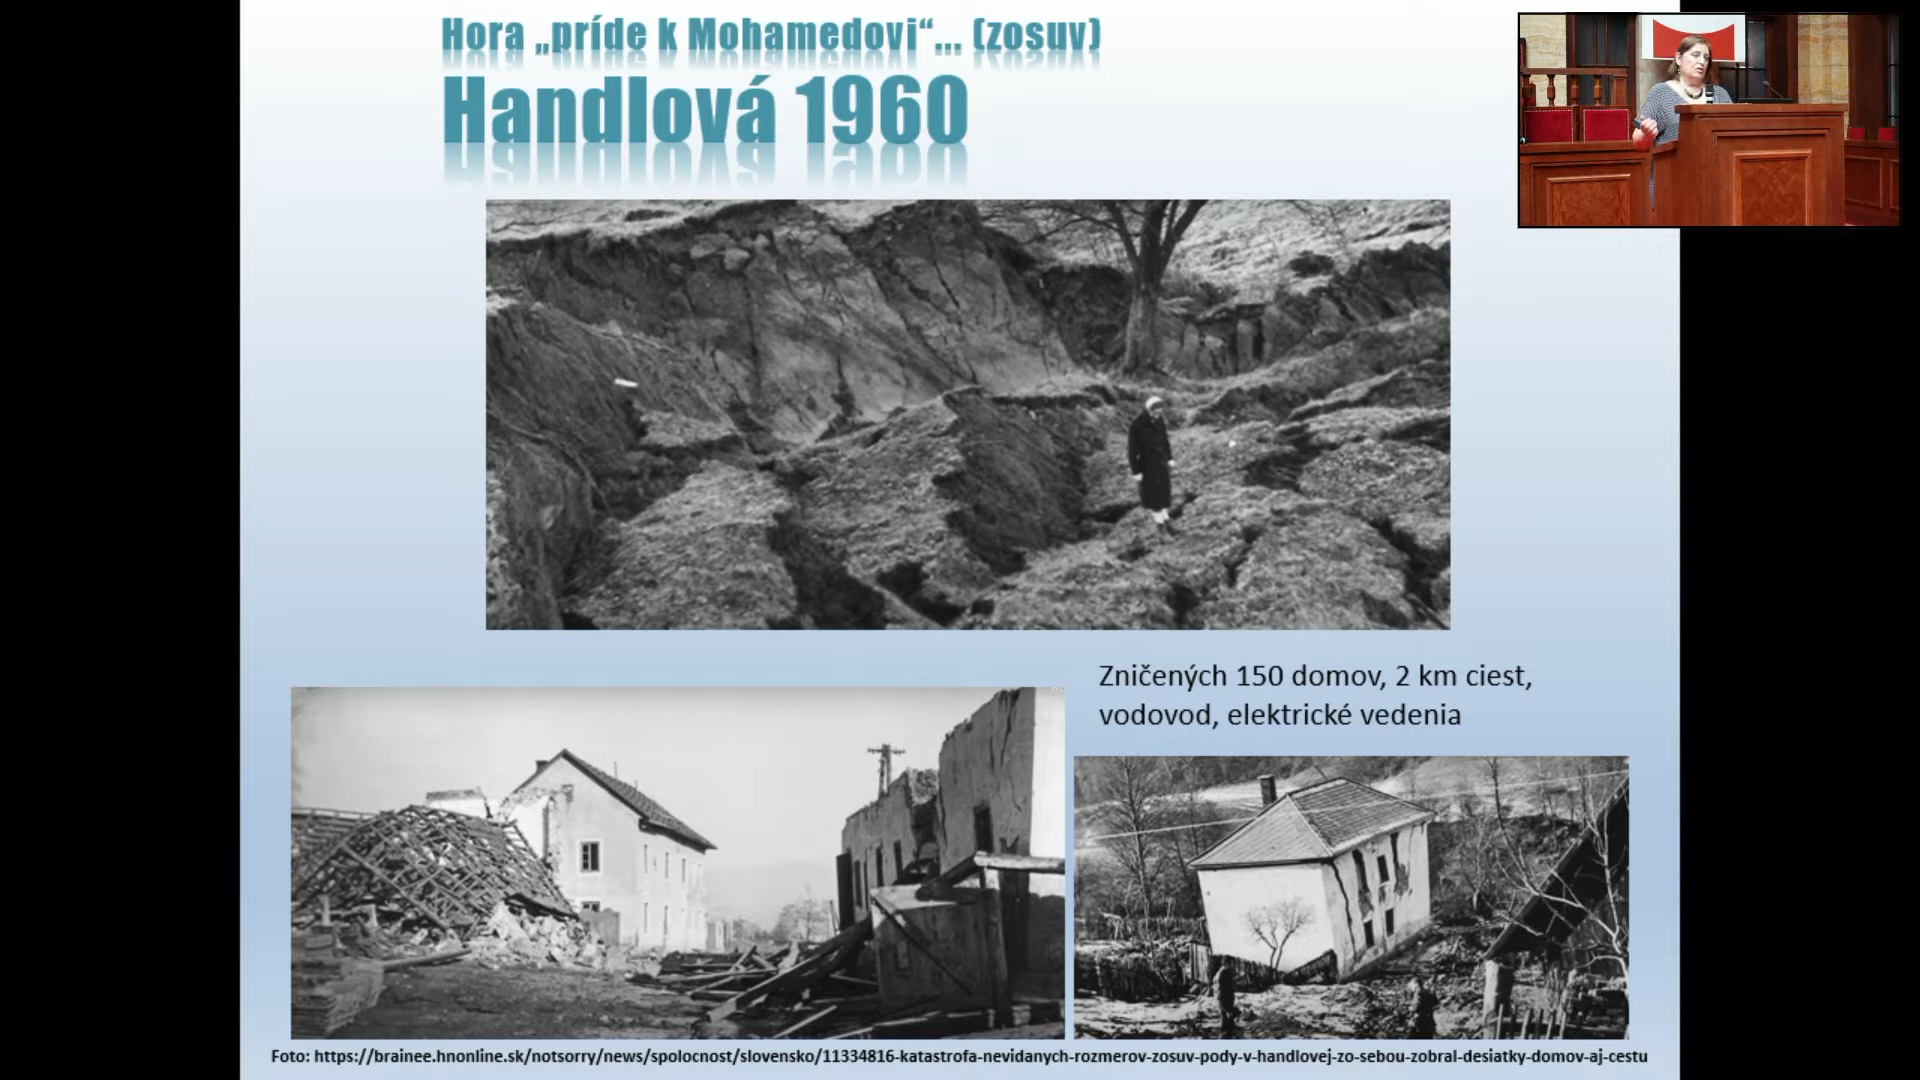 Hora „príde k Mohamedovi“... (zosuv)
Handlová 1960
Zničených 150 domov, 2 km ciest,
vodovod, elektrické vedenia
Foto: https://brainee.hnonline.sk/notsorry/news/spolocnost/slovensko/11334816-katastrofa-nevidanych-rozmerov-zosuv-pody-v-handlovej-zo-sebou-zobral-desiatky-domov-aj-cestu